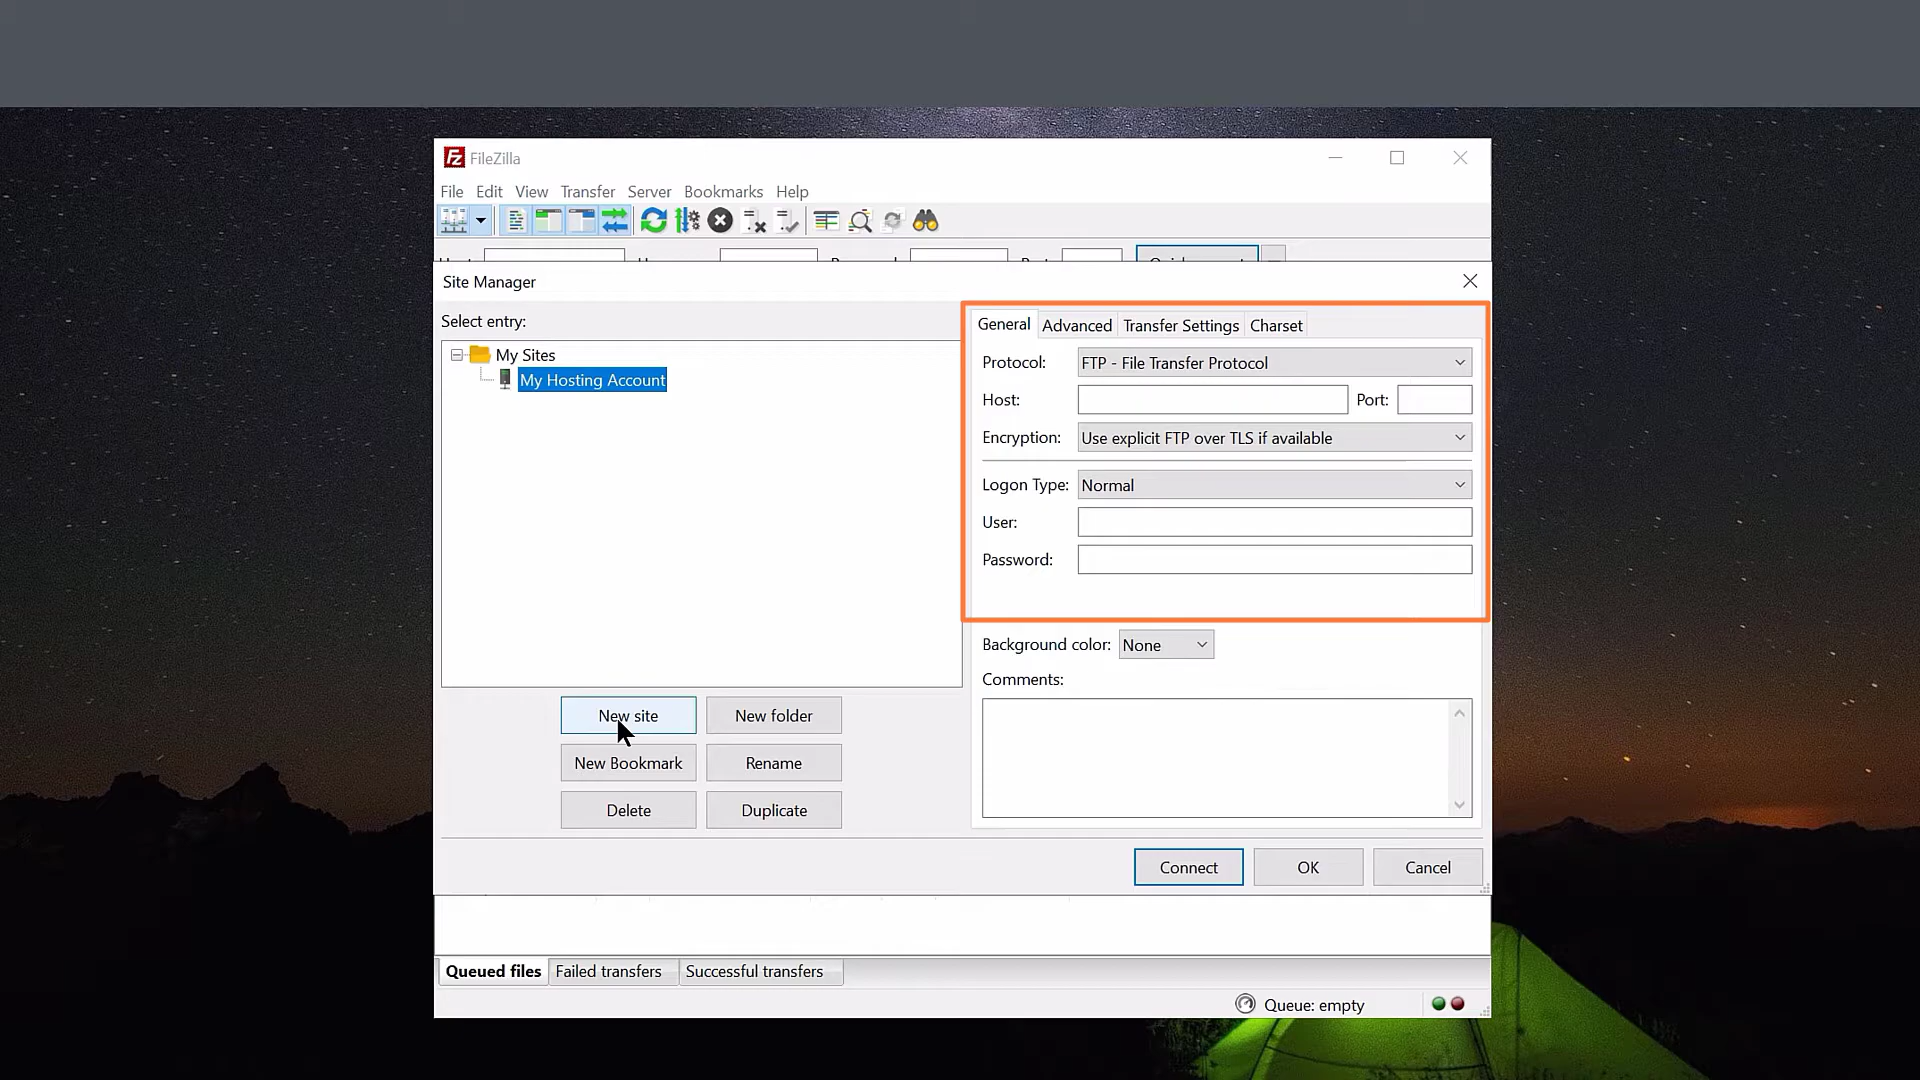 FileZilla
File Edit View Transfer Server Bookmarks Help
Site Manager
Select entry:
My Sites
My Hosting Account
New site New folder
New Bookmark Rename
Delete Duplicate
General Advanced Transfer Settings Charset
Protocol: FTP - File Transfer Protocol
Host: Port:
Encryption: Use explicit FTP over TLS if available
Logon Type: Normal
User:
Password:
Background color: None
Comments:
Connect OK Cancel
Queued files Failed transfers Successful transfers
Queue: empty